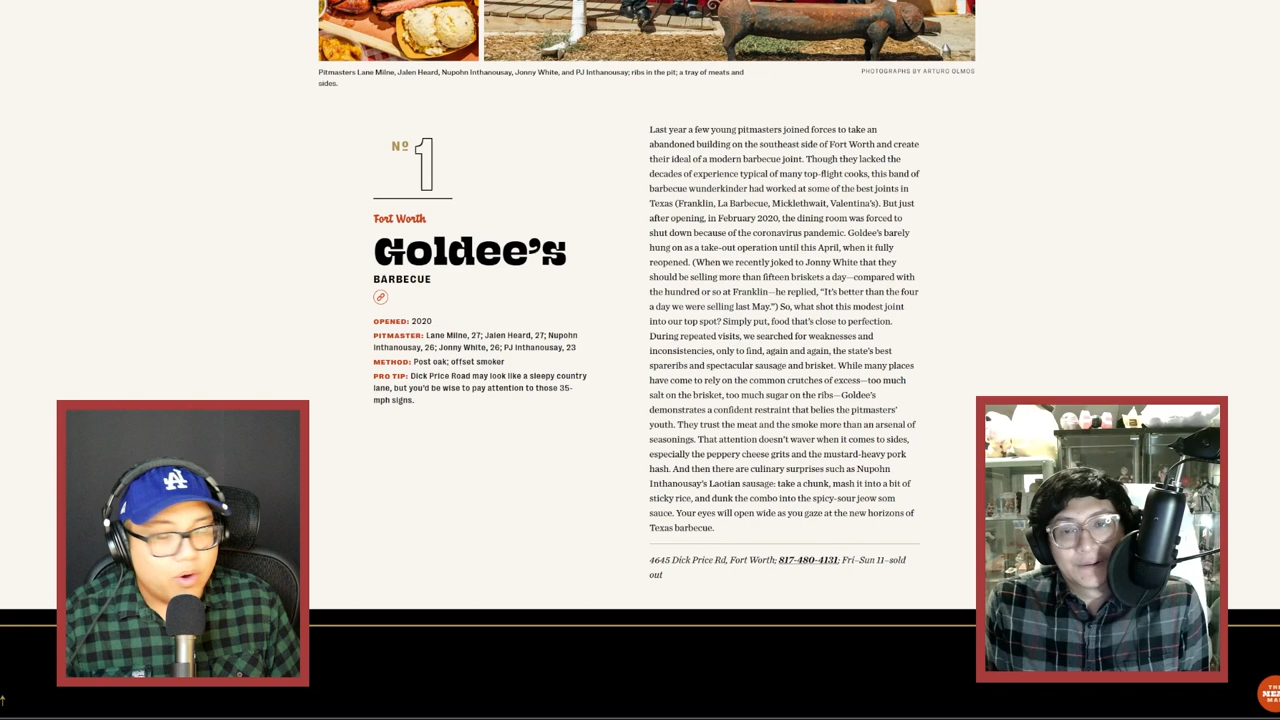 Pitmasters Lane Milne, Jalen Heard, Nupohn Inthanousay, Jonny White, and PJ Inthanousay; ribs in the pit; a tray of meats and
sides.
PHOTOGRAPHS BY ARTURO OLMOS
Nº 1
Fort Worth
Goldee's
BARBECUE
OPENED: 2020
PITMASTER: Lane Milne, 27; Jalen Heard, 27; Nupohn
Inthanousay, 26; Jonny White, 26; PJ Inthanousay, 23
METHOD: Post oak; offset smoker
PRO TIP: Dick Price Road may look like a sleepy country
lane, but you'd be wise to pay attention to those 35-
mph signs.
Last year a few young pitmasters joined forces to take an
abandoned building on the southeast side of Fort Worth and create
their ideal of a modern barbecue joint. Though they lacked the
decades of experience typical of many top-flight cooks, this band of
barbecue wunderkinder had worked at some of the best joints in
Texas (Franklin, La Barbecue, Micklethwait, Valentina's). But just
after opening, in February 2020, the dining room was forced to
shut down because of the coronavirus pandemic. Goldee's barely
hung on as a take-out operation until this April, when it fully
reopened. (When we recently joked to Jonny White that they
should be selling more than fifteen briskets a day—compared with
the hundred or so at Franklin—he replied, “It's better than the four
a day we were selling last May.”) So, what shot this modest joint
into our top spot? Simply put, food that's close to perfection.
During repeated visits, we searched for weaknesses and
inconsistencies, only to find, again and again, the state's best
spareribs and spectacular sausage and brisket. While many places
have come to rely on the common crutches of excess—too much
salt on the brisket, too much sugar on the ribs—Goldee's
demonstrates a confident restraint that belies the pitmasters'
youth. They trust the meat and the smoke more than an arsenal of
seasonings. That attention doesn't waver when it comes to sides,
especially the peppery cheese grits and the mustard-heavy pork
hash. And then there are culinary surprises such as Nupohn
Inthanousay's Laotian sausage: take a chunk, mash it into a bit of
sticky rice, and dunk the combo into the spicy-sour jeow som
sauce. Your eyes will open wide as you gaze at the new horizons of
Texas barbecue.
4645 Dick Price Rd, Fort Worth; 817-480-4131; Fri–Sun 11–sold
out
LA